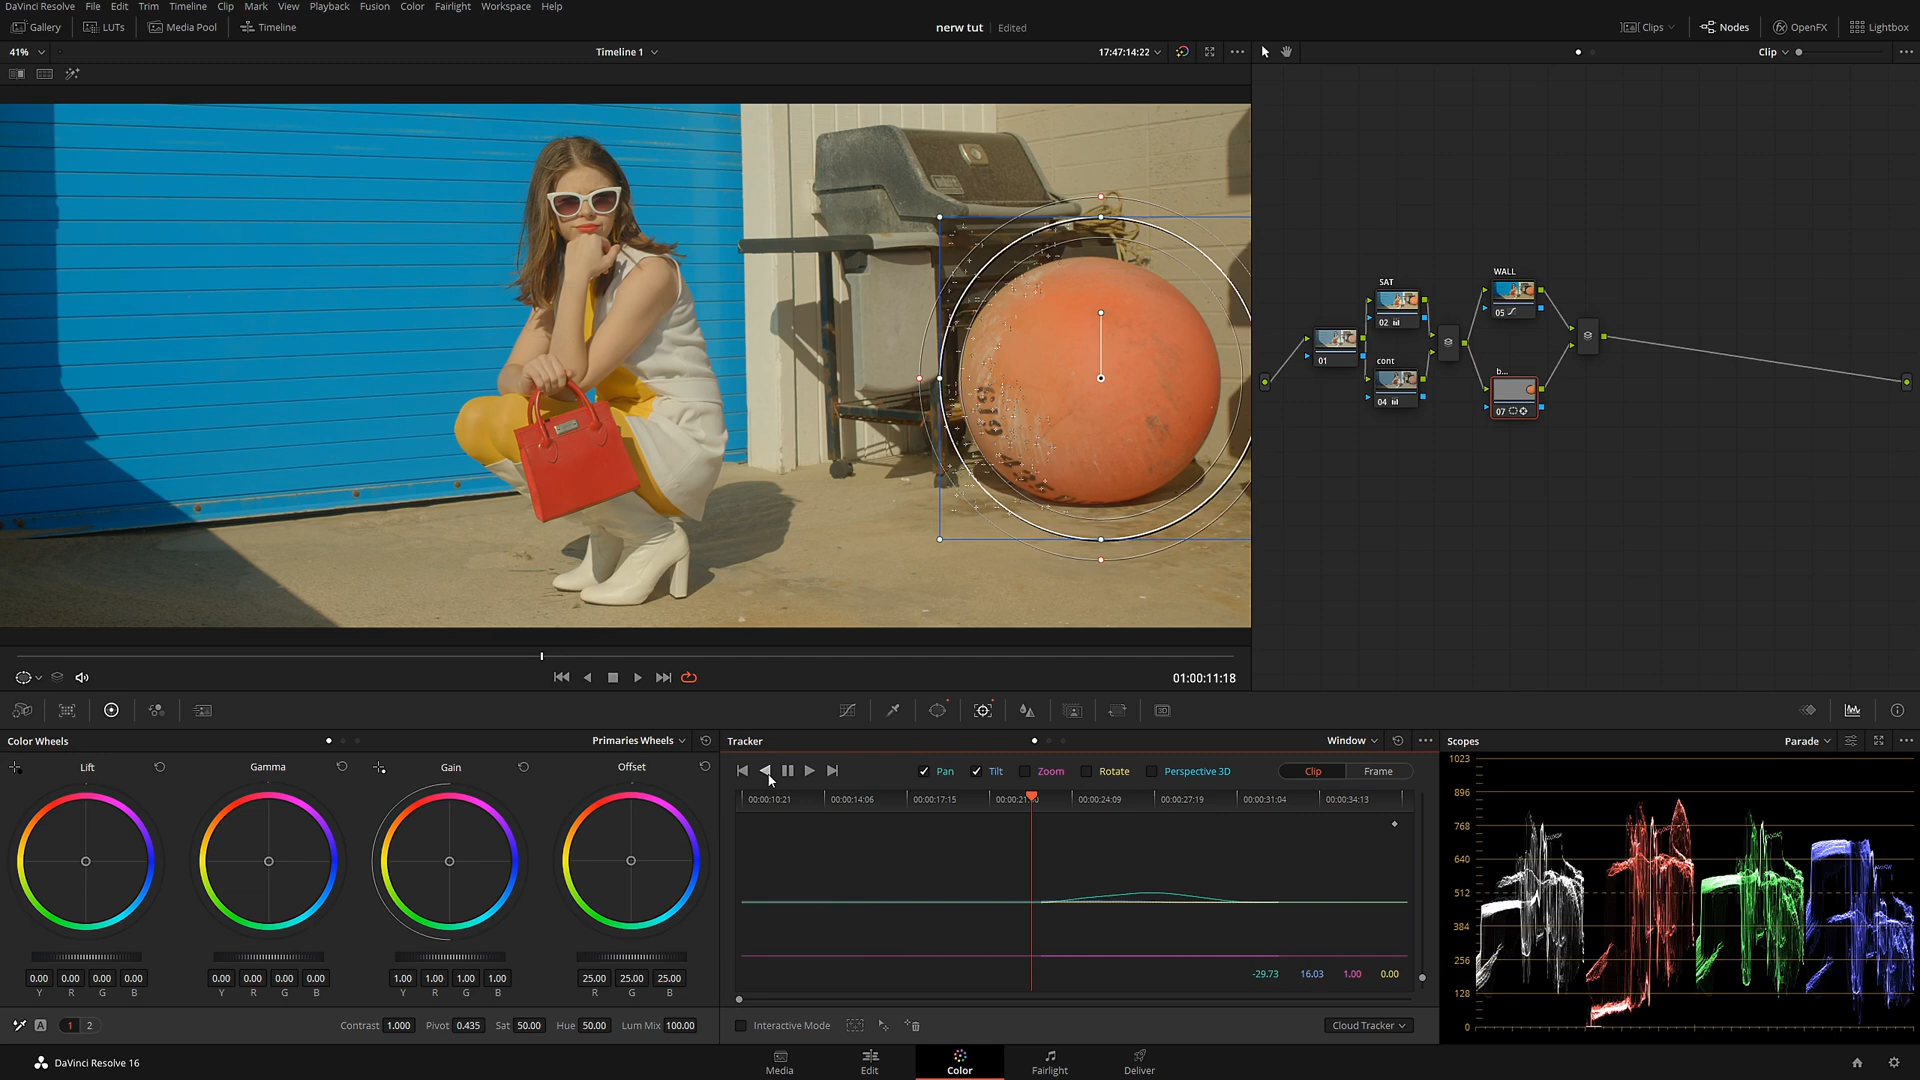 DaVinci Resolve File Edit Trim Timeline Clip Mark View Playback Fusion Color Fairlight Workspace Help
Gallery LUTs Media Pool Timeline nerw tut Edited Clips Nodes OpenFX Lightbox
41% Timeline 1 17:47:14:22 Clip
SAT
02
WALL
05
01
cont
04
b...
07
01:00:11:18
Color Wheels Primaries Wheels
Lift Gamma Gain Offset
0.00 0.00 0.00 0.00 0.00 0.00 0.00 0.00 1.00 1.00 1.00 1.00 25.00 25.00 25.00
Y R G B Y R G B Y R G B R G B
A 1 2 Contrast 1.000 Pivot 0.435 Sat 50.00 Hue 50.00 Lum Mix 100.00
Tracker Window
Pan Tilt Zoom Rotate Perspective 3D Clip Frame
00:00:10:21 00:00:14:06 00:00:17:15 00:00:24:09 00:00:27:19 00:00:31:04 00:00:34:13
-29.73 16.03 1.00 0.00
Interactive Mode Cloud Tracker
Scopes Parade
1023
896
768
640
512
384
256
128
0
DaVinci Resolve 16 Media Edit Color Fairlight Deliver